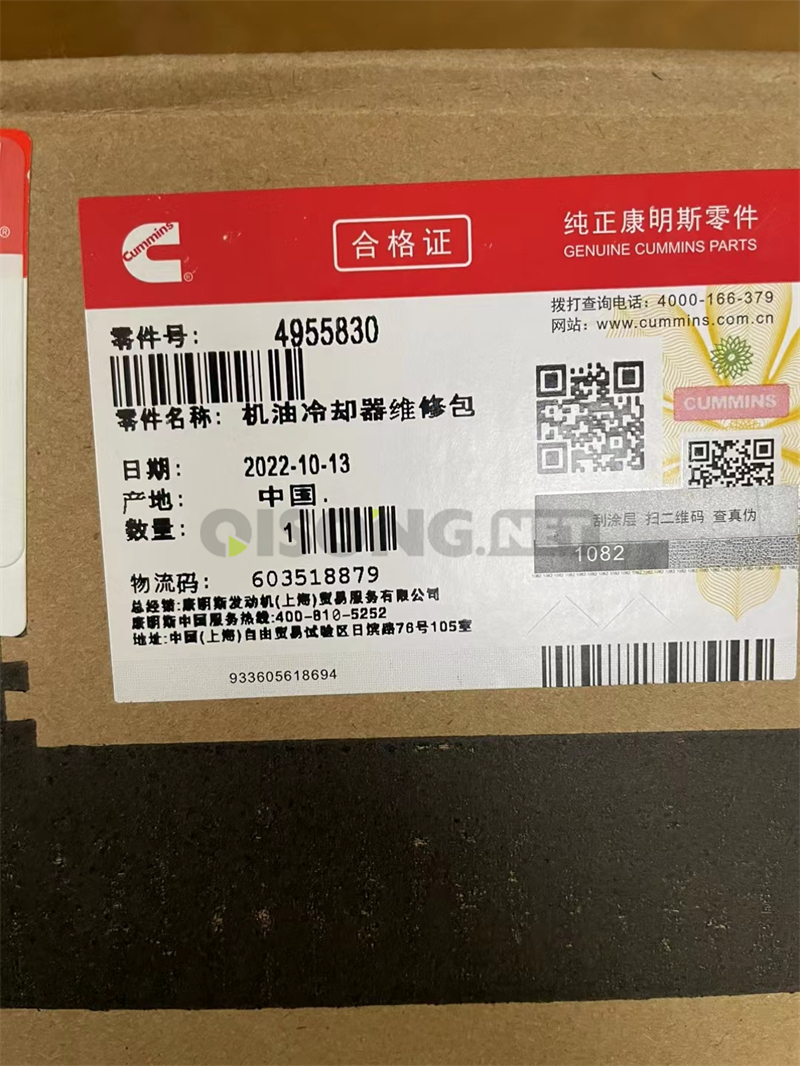 Cummins
®
合格证
纯正康明斯零件
GENUINE CUMMINS PARTS
拨打查询电话：4000-166-379
网站：www.cummins.com.cn
零件号： 4955830
零件名称： 机油冷却器维修包
CUMMINS
日期： 2022-10-13
产地： 中国.
数量： 1
QISONG.NET
刮涂层 扫二维码 查真伪
1082
物流码： 603518879
总经销:康明斯发动机(上海)贸易服务有限公司
康明斯中国服务热线:400-810-5252
地址:中国(上海)自由贸易试验区日滨路76号105室
933605618694
®